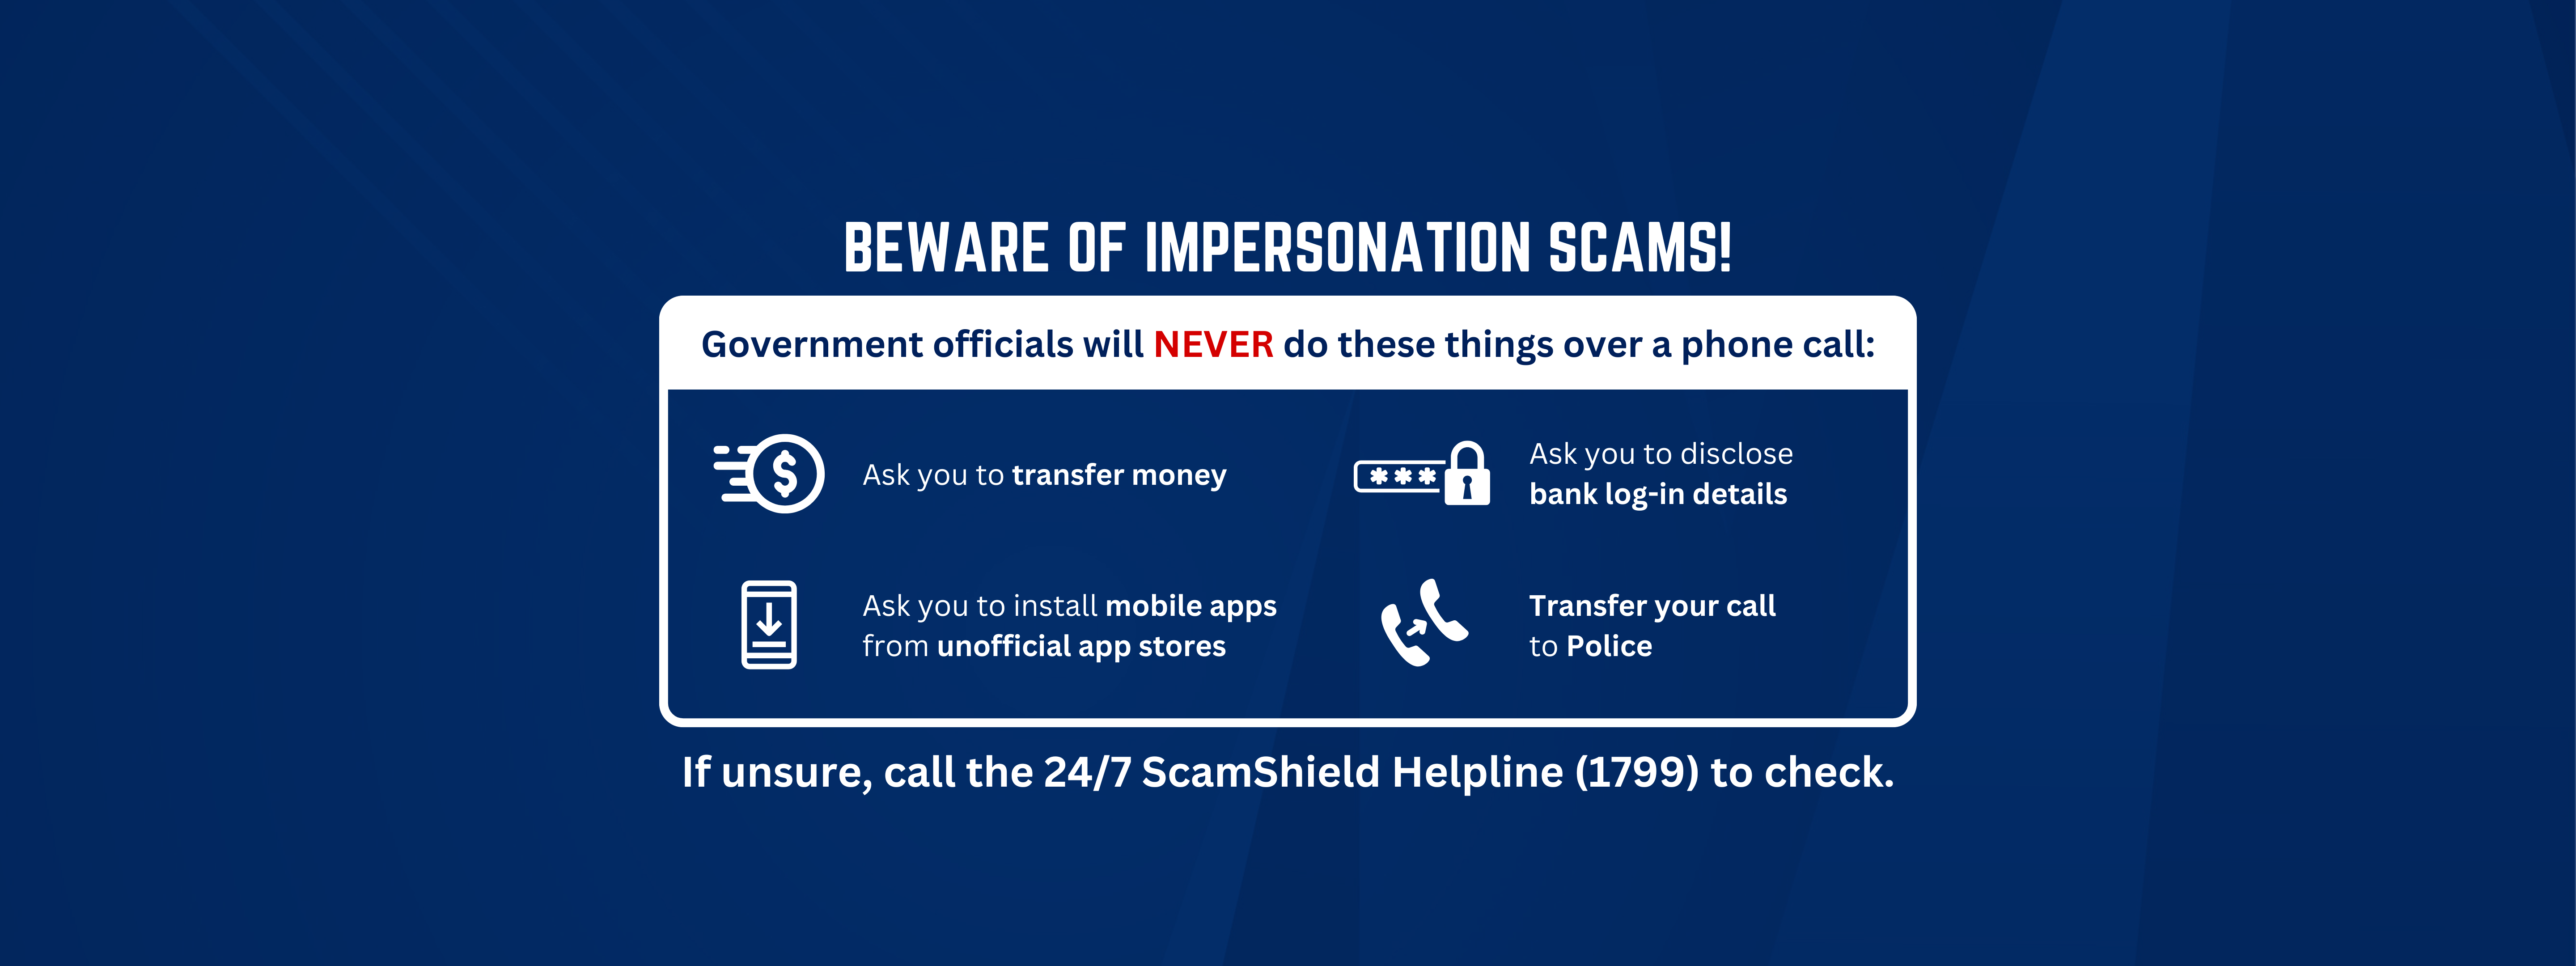 BEWARE OF IMPERSONATION SCAMS!
Government officials will NEVER do these things over a phone call:
$
Ask you to transfer money
***
Ask you to disclose
bank log-in details
Ask you to install mobile apps
from unofficial app stores
Transfer your call
to Police
If unsure, call the 24/7 ScamShield Helpline (1799) to check.